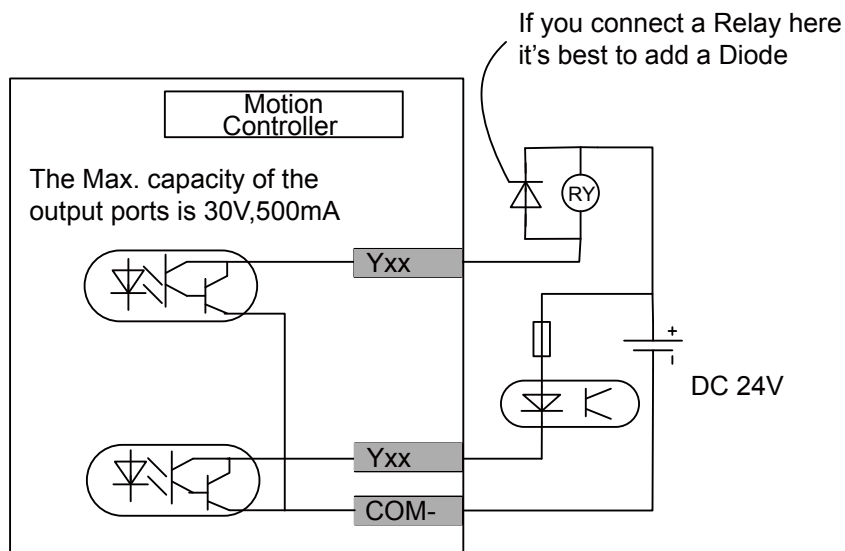 If you connect a Relay here
it's best to add a Diode
Motion
Controller
The Max. capacity of the
output ports is 30V,500mA
RY
Yxx
+
-
DC 24V
Yxx
COM-